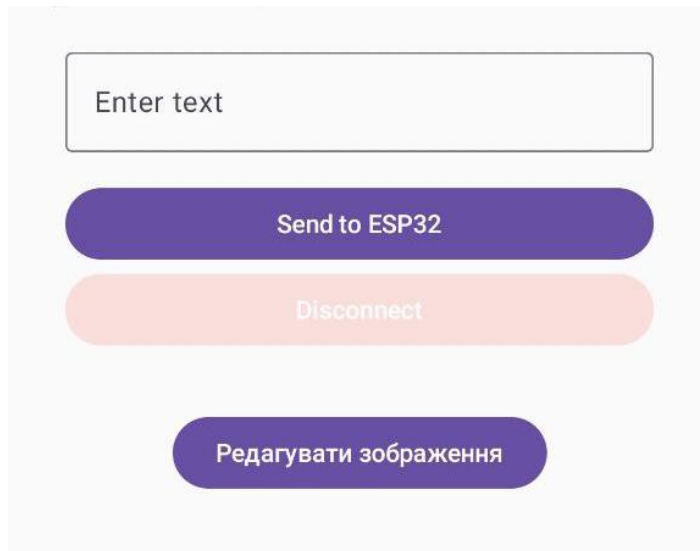 Enter text
Send to ESP32
Disconnect
Редагувати зображення